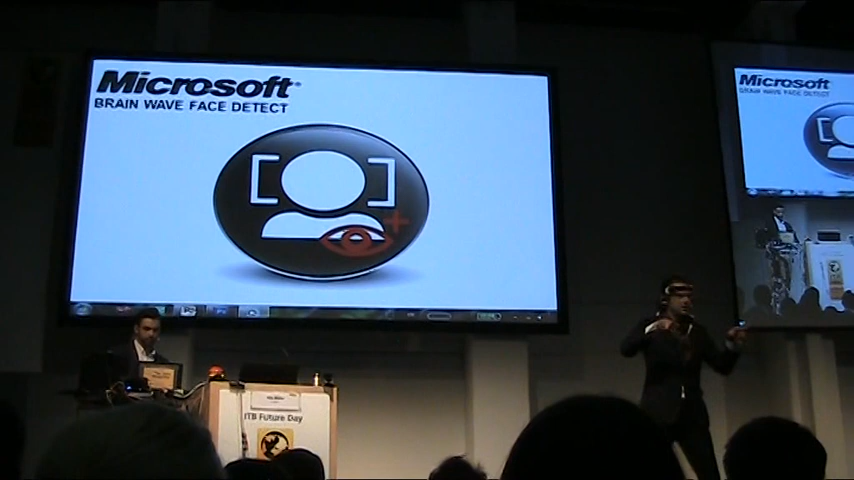 Microsoft
BRAIN WAVE FACE DETECT
Microsoft
BRAIN WAVE FACE DETECT
ITB Future Day